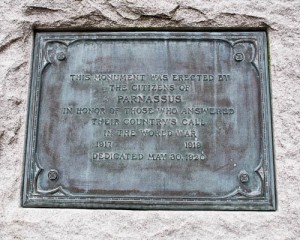 THIS MONUMENT WAS ERECTED BY
THE CITIZENS OF
PARNASSUS
IN HONOR OF THOSE WHO ANSWERED
THEIR COUNTRY'S CALL
IN THE WORLD WAR
1917 1918
DEDICATED MAY 30,